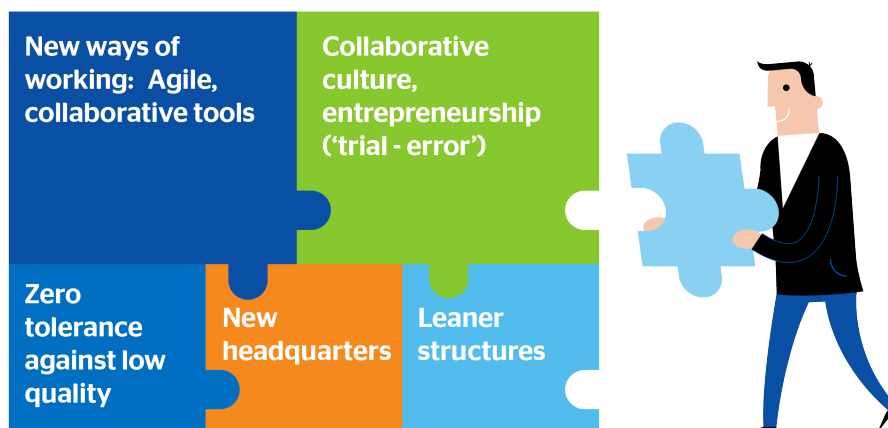 New ways of
working:  Agile,
collaborative tools
Collaborative
culture,
entrepreneurship
(‘trial - error’)
Zero
tolerance
against low
quality
New
headquarters
Leaner
structures